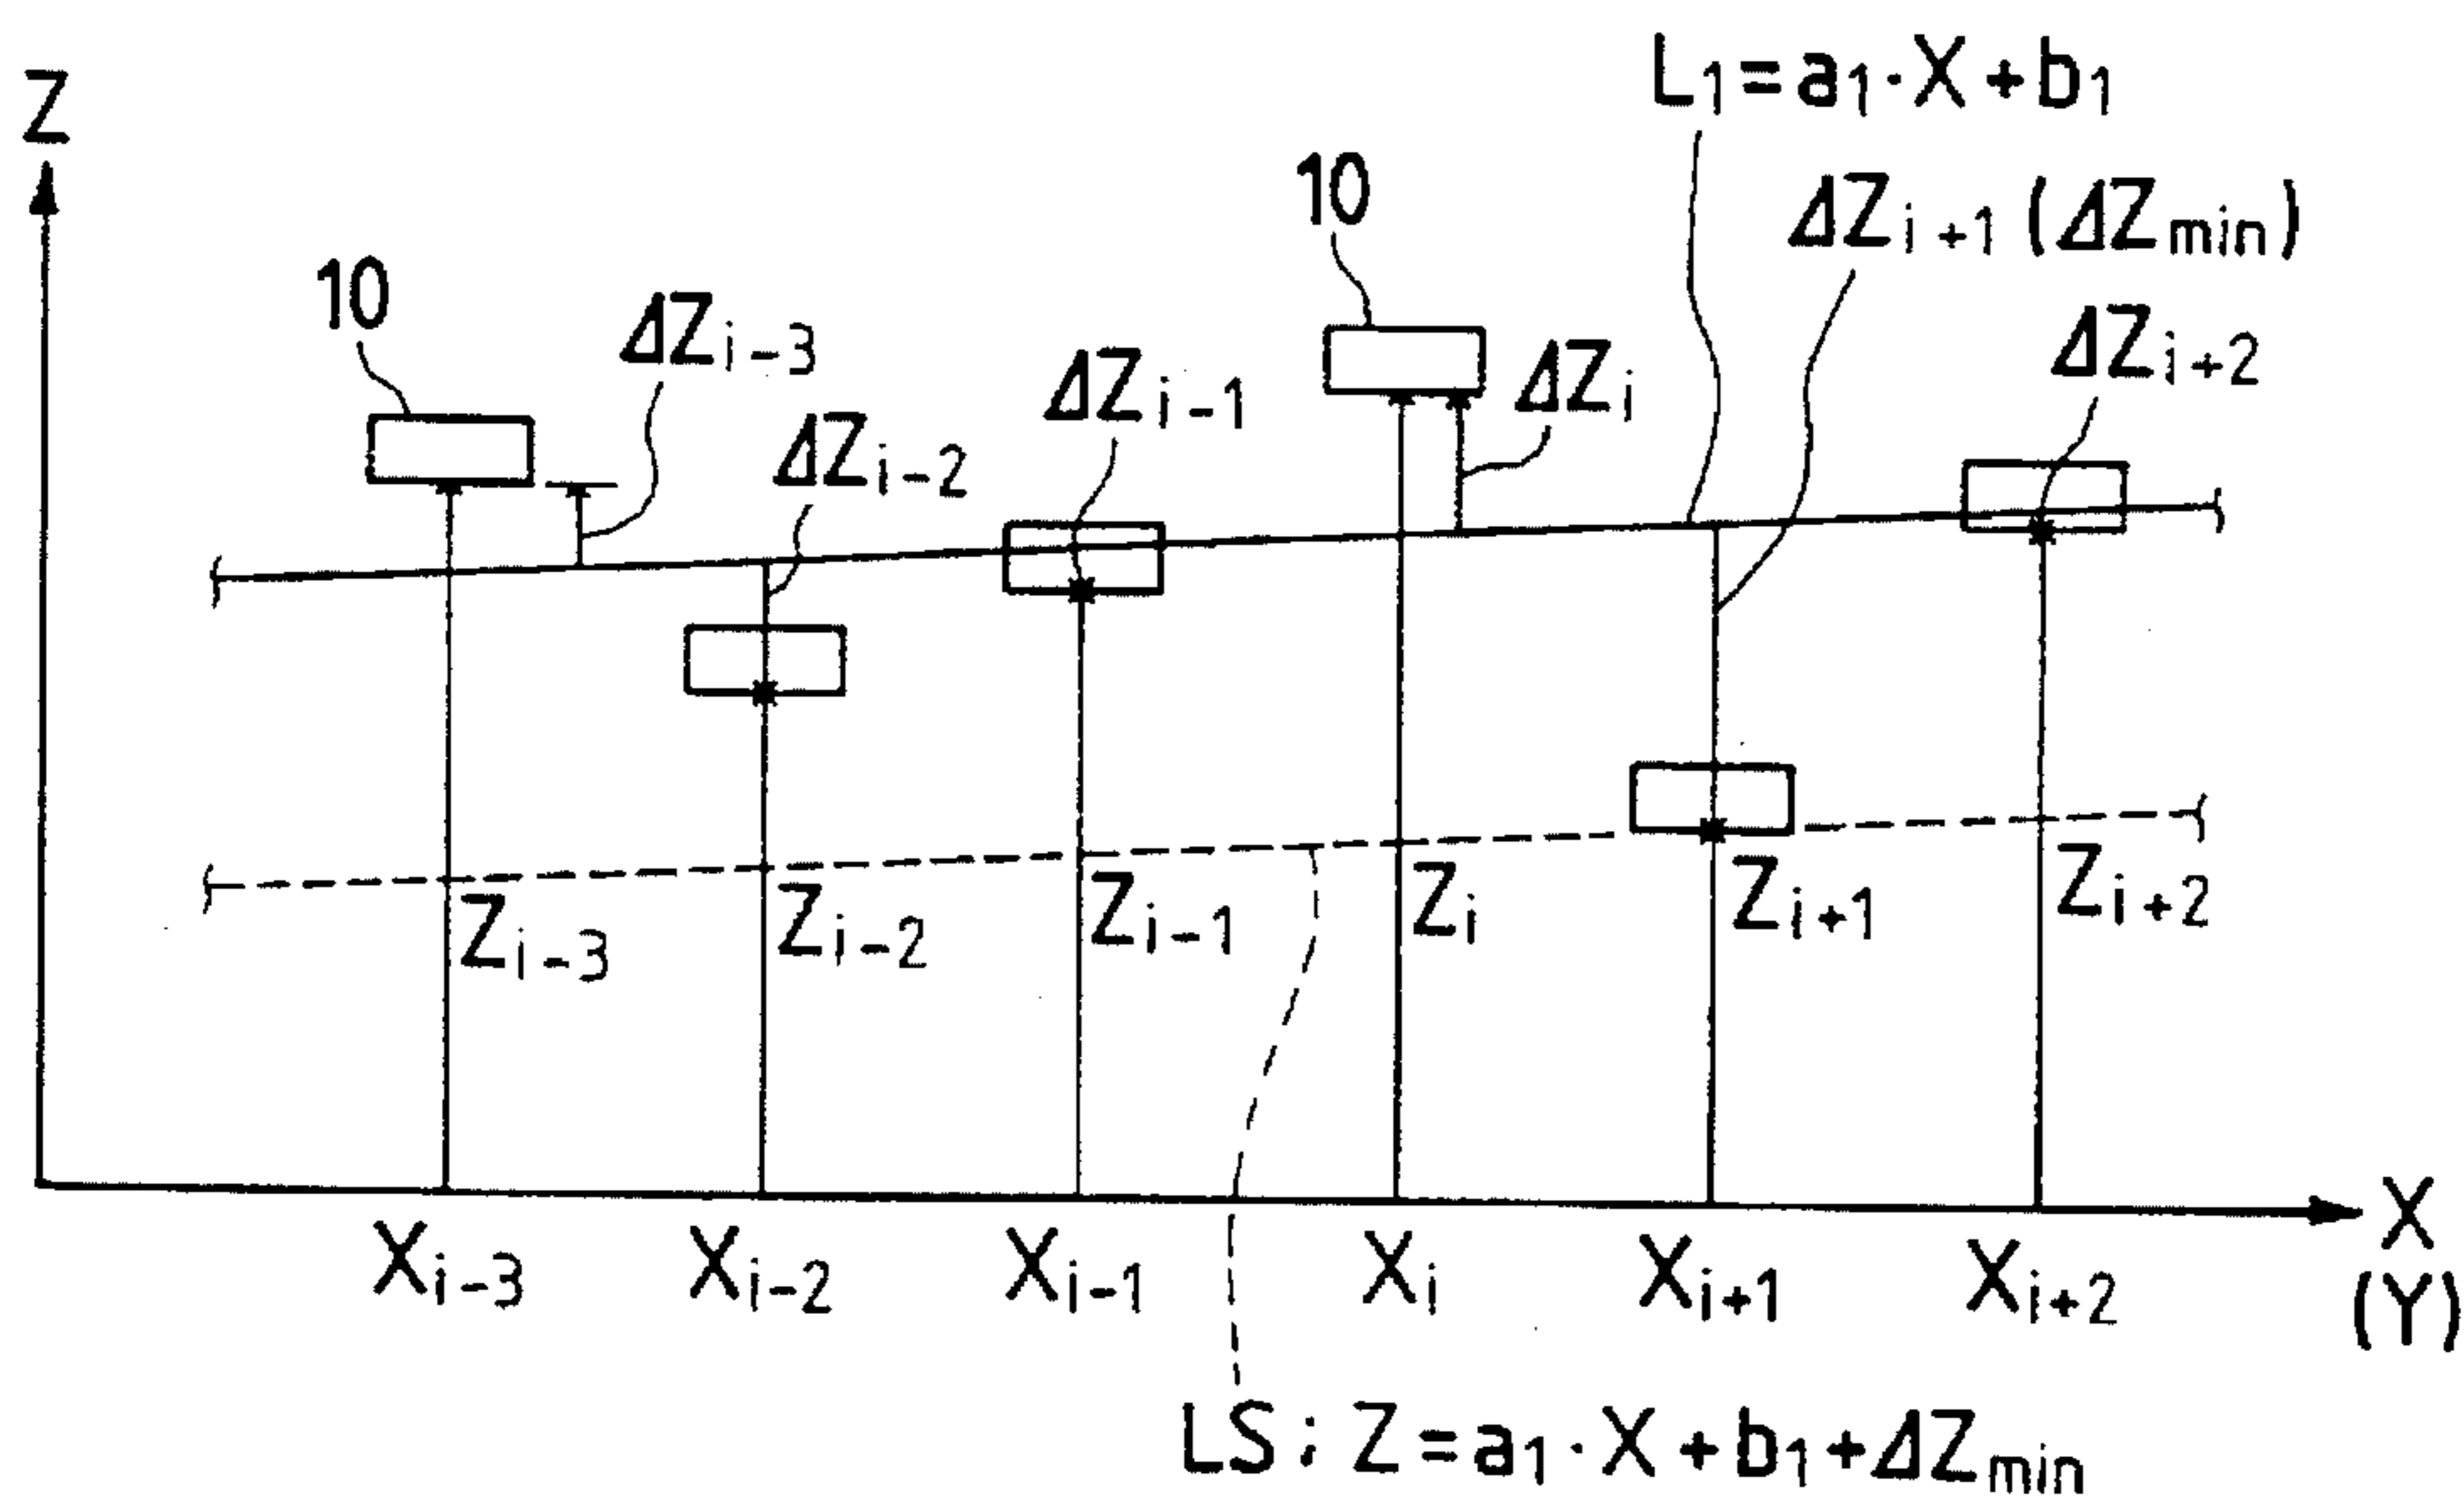 Z
L1=a1·X+b1
10
ΔZi+1(ΔZmin)
10
ΔZi-3
ΔZi-2
ΔZi-1
ΔZi
ΔZi+2
Zi-3
Zi-2
Zi-1
Zi
Zi+1
Zi+2
Xi-3
Xi-2
Xi-1
Xi
Xi+1
Xi+2
X
(Y)
LS: Z=a1·X+b1+ΔZmin